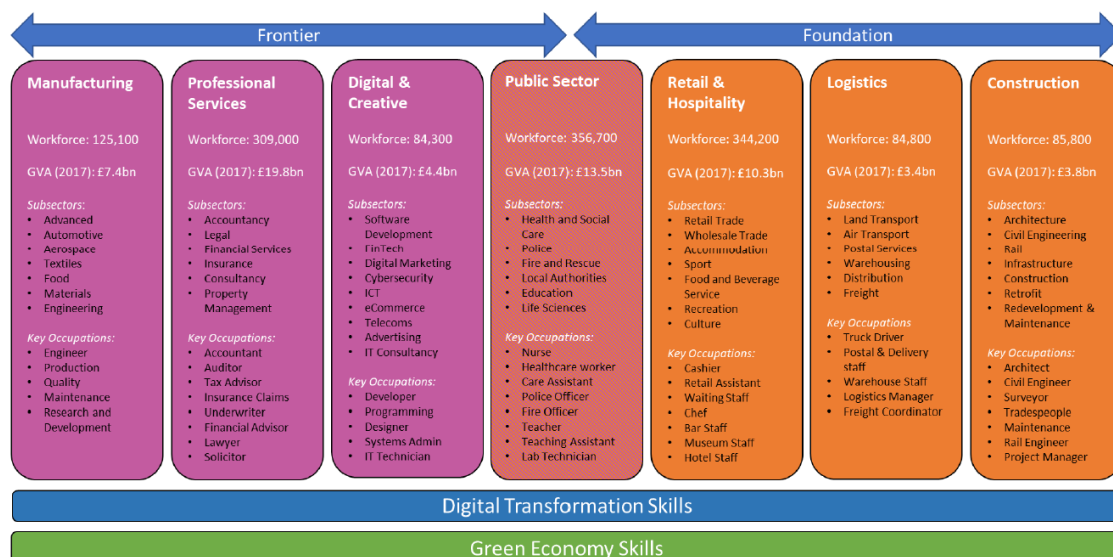 Frontier
Foundation
Manufacturing
Workforce: 125,100
GVA (2017): £7.4bn
Subsectors:
• Advanced
• Automotive
• Aerospace
• Textiles
• Food
• Materials
• Engineering
Key Occupations:
• Engineer
• Production
• Quality
• Maintenance
• Research and
Development
Professional
Services
Workforce: 309,000
GVA (2017): £19.8bn
Subsectors:
• Accountancy
• Legal
• Financial Services
• Insurance
• Consultancy
• Property
Management
Key Occupations:
• Accountant
• Auditor
• Tax Advisor
• Insurance Claims
• Underwriter
• Financial Advisor
• Lawyer
• Solicitor
Digital &
Creative
Workforce: 84,300
GVA (2017): £4.4bn
Subsectors:
• Software
Development
• FinTech
• Digital Marketing
• Cybersecurity
• ICT
• eCommerce
• Telecoms
• Advertising
• IT Consultancy
Key Occupations:
• Developer
• Programming
• Designer
• Systems Admin
• IT Technician
Public Sector
Workforce: 356,700
GVA (2017): £13.5bn
Subsectors:
• Health and Social
Care
• Police
• Fire and Rescue
• Local Authorities
• Education
• Life Sciences
Key Occupations:
• Nurse
• Healthcare worker
• Care Assistant
• Police Officer
• Fire Officer
• Teacher
• Teaching Assistant
• Lab Technician
Retail &
Hospitality
Workforce: 344,200
GVA (2017): £10.3bn
Subsectors:
• Retail Trade
• Wholesale Trade
• Accommodation
• Sport
• Food and Beverage
Service
• Recreation
• Culture
Key Occupations:
• Cashier
• Retail Assistant
• Waiting Staff
• Chef
• Bar Staff
• Museum Staff
• Hotel Staff
Logistics
Workforce: 84,800
GVA (2017): £3.4bn
Subsectors:
• Land Transport
• Air Transport
• Postal Services
• Warehousing
• Distribution
• Freight
Key Occupations
• Truck Driver
• Postal & Delivery
staff
• Warehouse Staff
• Logistics Manager
• Freight Coordinator
Construction
Workforce: 85,800
GVA (2017): £3.8bn
Subsectors:
• Architecture
• Civil Engineering
• Rail
• Infrastructure
• Construction
• Retrofit
• Redevelopment &
Maintenance
Key Occupations:
• Architect
• Civil Engineer
• Surveyor
• Tradespeople
• Maintenance
• Rail Engineer
• Project Manager
Digital Transformation Skills
Green Economy Skills